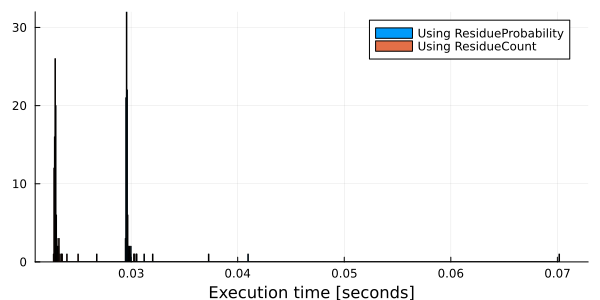 30
20
10
0
Using ResidueProbability
Using ResidueCount
0.03 0.04 0.05 0.06 0.07
Execution time [seconds]